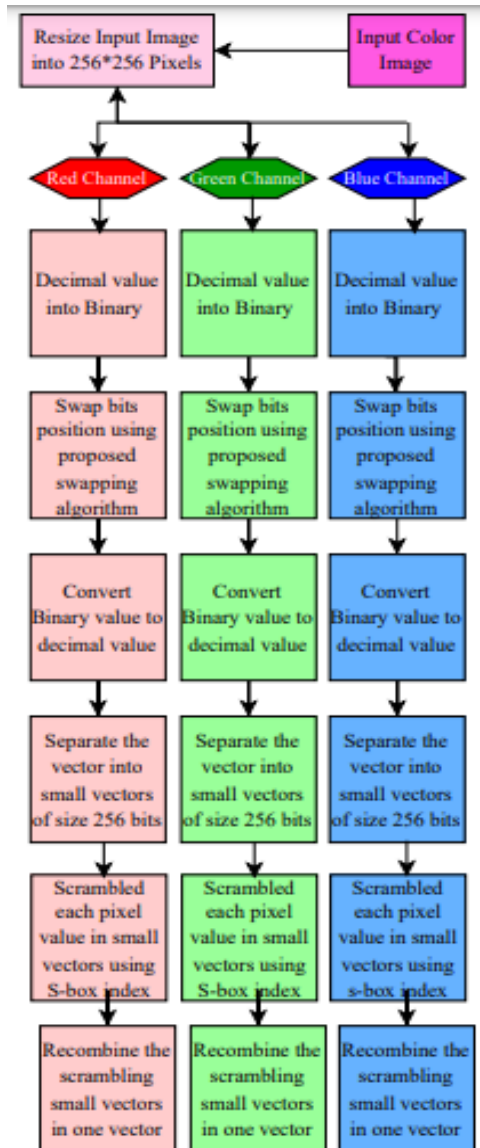 Resize Input Image
into 256*256 Pixels
Input Color
Image
Red Channel
Green Channel
Blue Channel
Decimal value
into Binary
Decimal value
into Binary
Decimal value
into Binary
Swap bits
position using
proposed
swapping
algorithm
Swap bits
position using
proposed
swapping
algorithm
Swap bits
position using
proposed
swapping
algorithm
Convert
Binary value to
decimal value
Convert
Binary value to
decimal value
Convert
Binary value to
decimal value
Separate the
vector into
small vectors
of size 256 bits
Separate the
vector into
small vectors
of size 256 bits
Separate the
vector into
small vectors
of size 256 bits
Scrambled
each pixel
value in small
vectors using
S-box index
Scrambled
each pixel
value in small
vectors using
S-box index
Scrambled
each pixel
value in small
vectors using
s-box index
Recombine the
scrambling
small vectors
in one vector
Recombine the
scrambling
small vectors
in one vector
Recombine the
scrambling
small vectors
in one vector